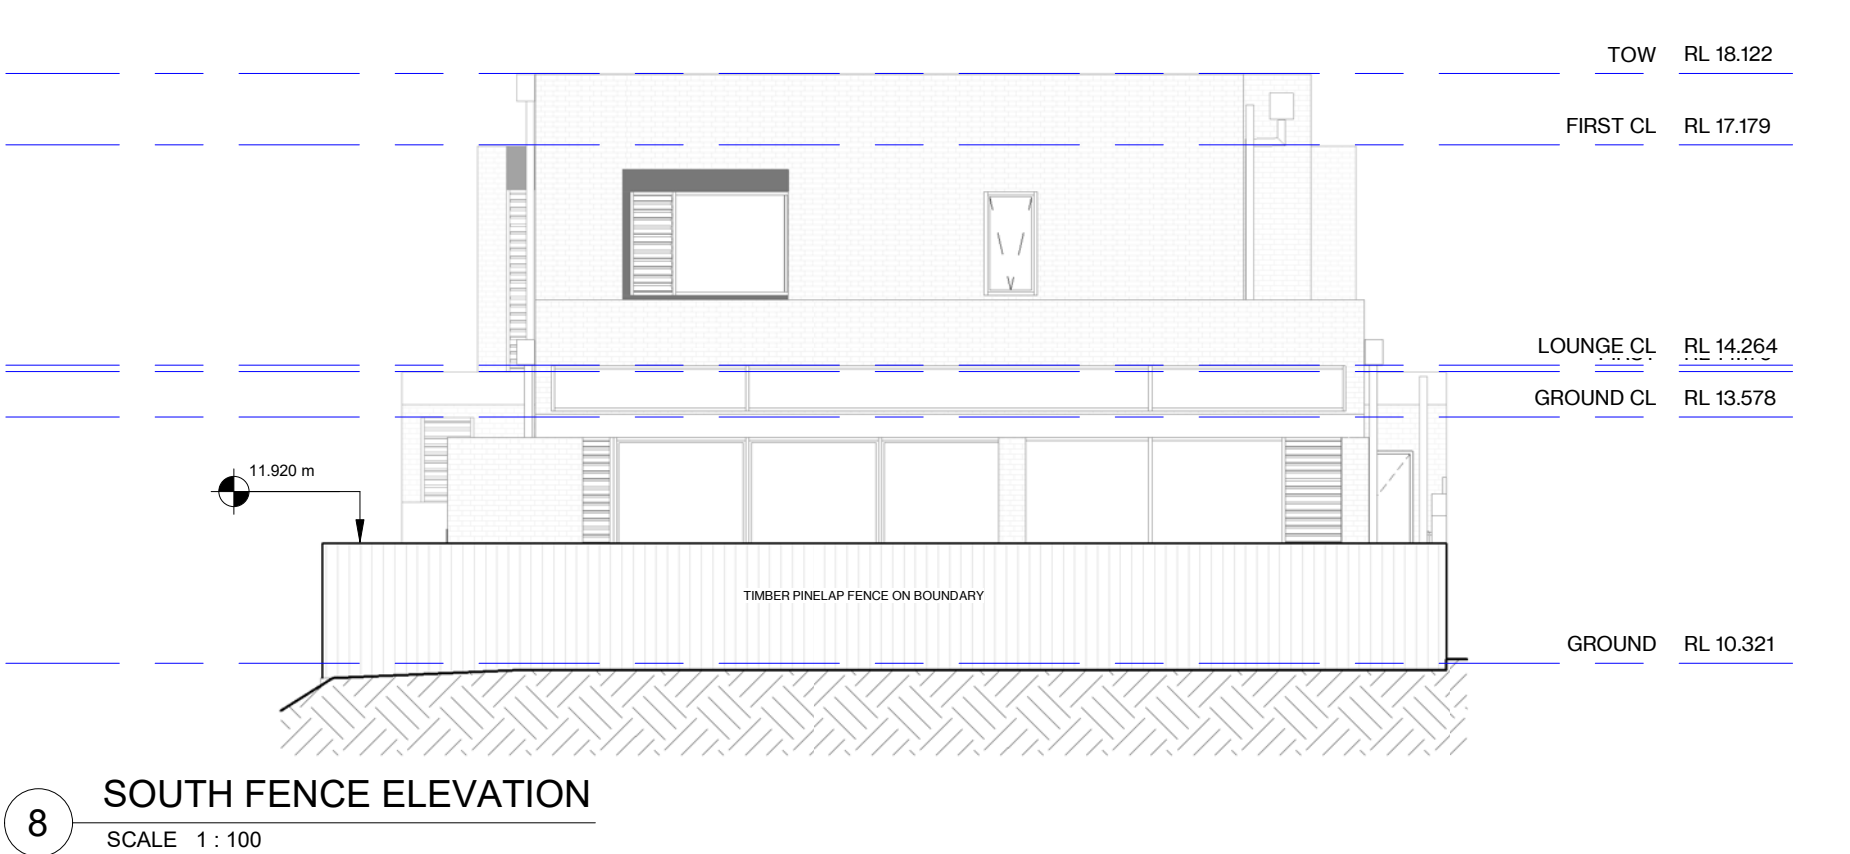 TOW RL 18.122
FIRST CL RL 17.179
LOUNGE CL RL 14.264
GROUND CL RL 13.578
11.920 m
TIMBER PINELAP FENCE ON BOUNDARY
GROUND RL 10.321
8 SOUTH FENCE ELEVATION
SCALE 1 : 100